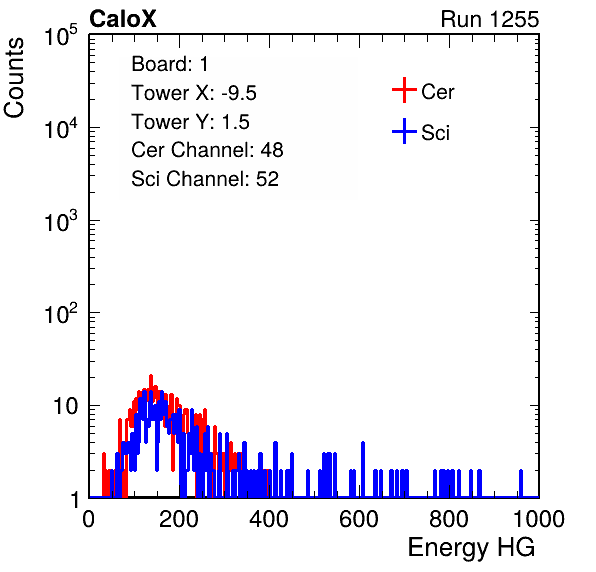 CaloX Run 1255
Counts
Board: 1
Tower X: -9.5
Tower Y: 1.5
Cer Channel: 48
Sci Channel: 52
Cer
Sci
10^5
10^4
10^3
10^2
10
1
0 200 400 600 800 1000
Energy HG